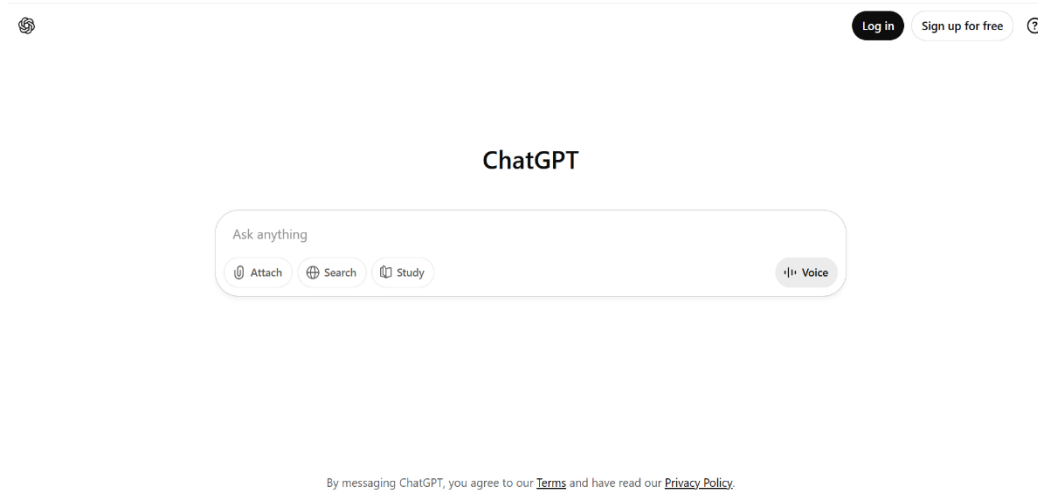 Log in Sign up for free
ChatGPT
Ask anything
Attach Search Study Voice
By messaging ChatGPT, you agree to our Terms and have read our Privacy Policy.